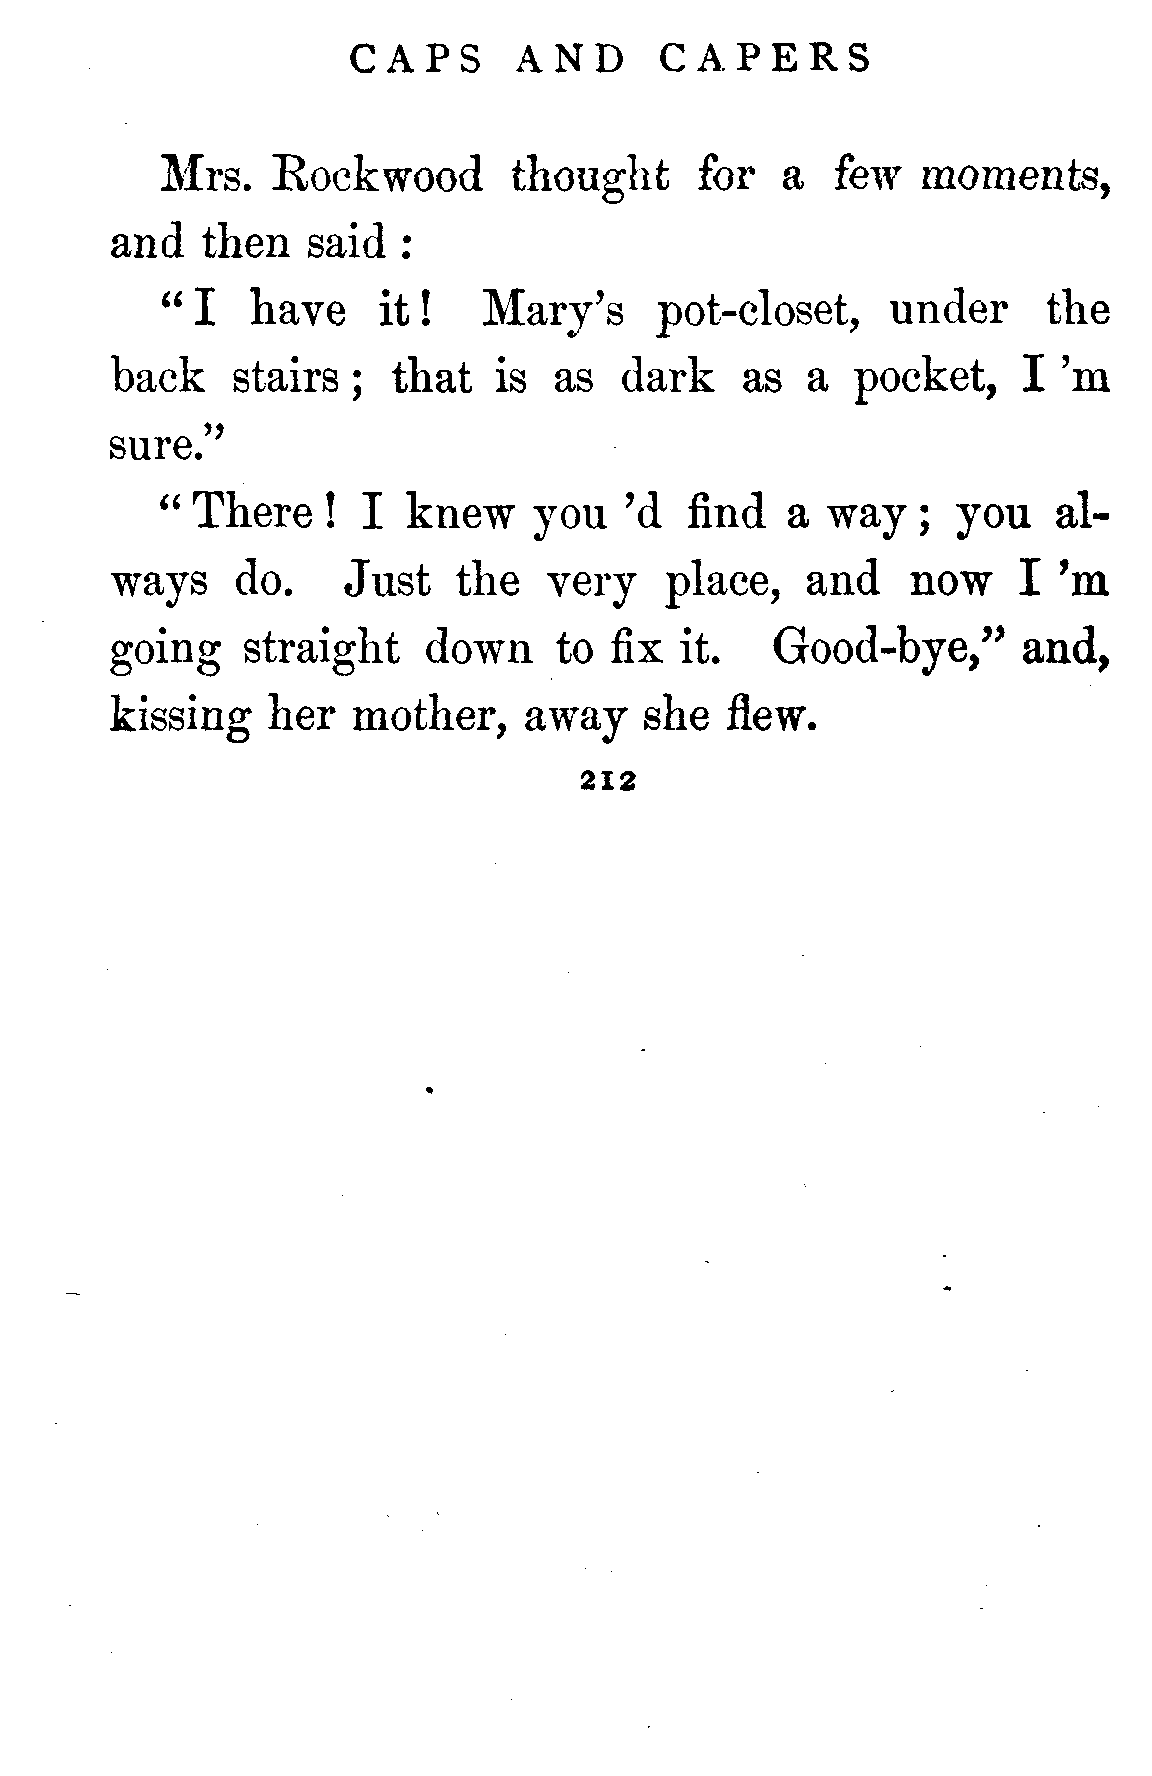 CAPS AND CAPERS
Mrs. Rockwood thought for a few moments,
and then said :
“ I have it ! Mary’s pot-closet, under the
back stairs ; that is as dark as a pocket, I ’m
sure.”
“ There ! I knew you ’d find a way ; you al-
ways do. Just the very place, and now I ’m
going straight down to fix it. Good-bye,” and,
kissing her mother, away she flew.
212